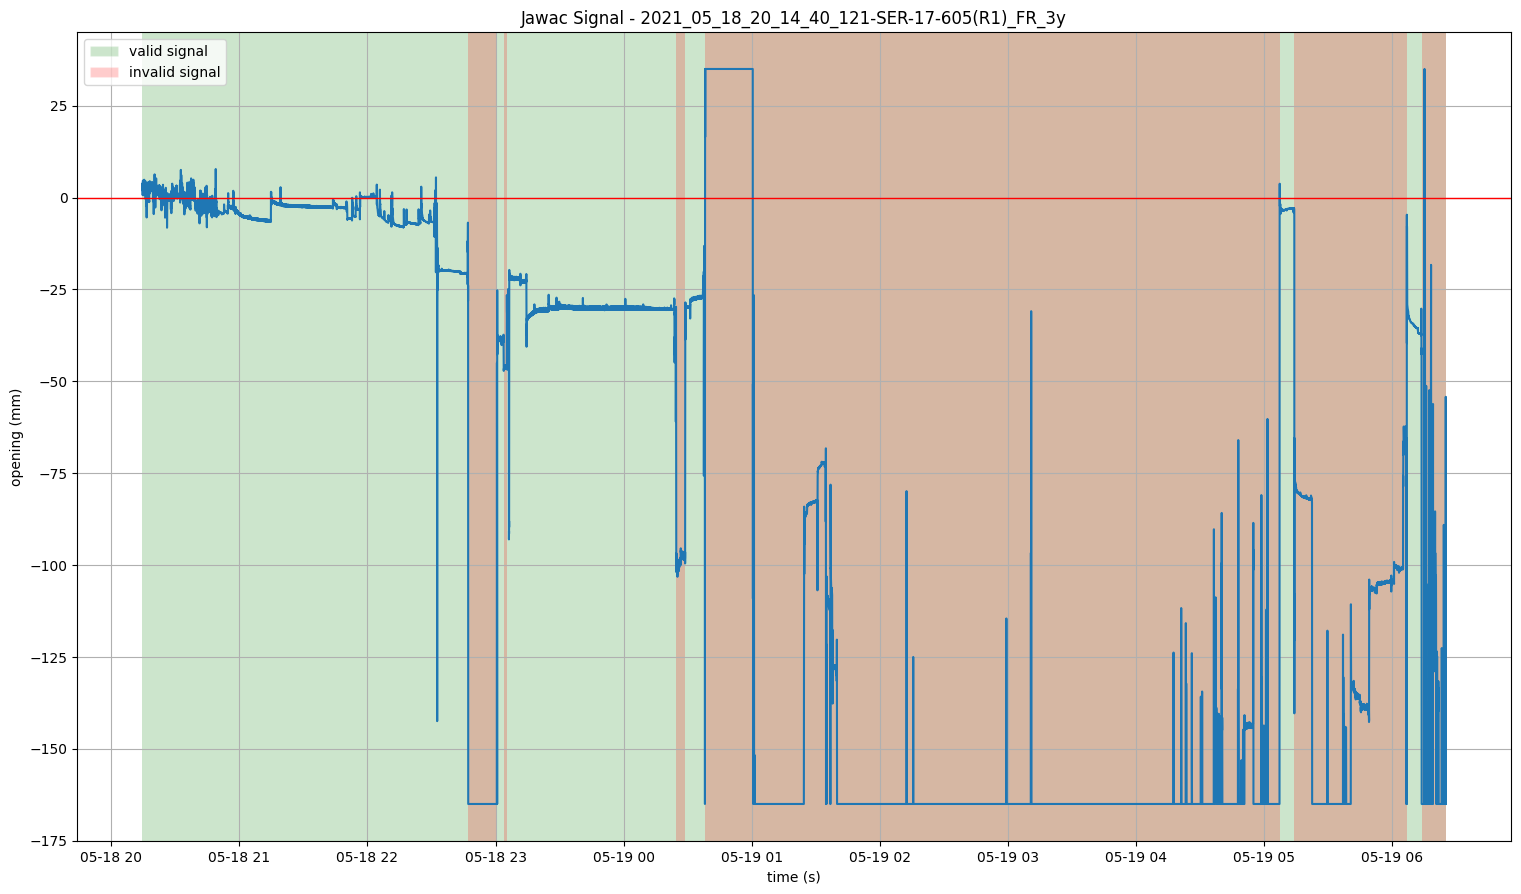 Jawac Signal - 2021_05_18_20_14_40_121-SER-17-605(R1)_FR_3y
valid signal
invalid signal
opening (mm)
25
0
−25
−50
−75
−100
−125
−150
−175
05-18 20 05-18 21 05-18 22 05-18 23 05-19 00 05-19 01 05-19 02 05-19 03 05-19 04 05-19 05 05-19 06
time (s)